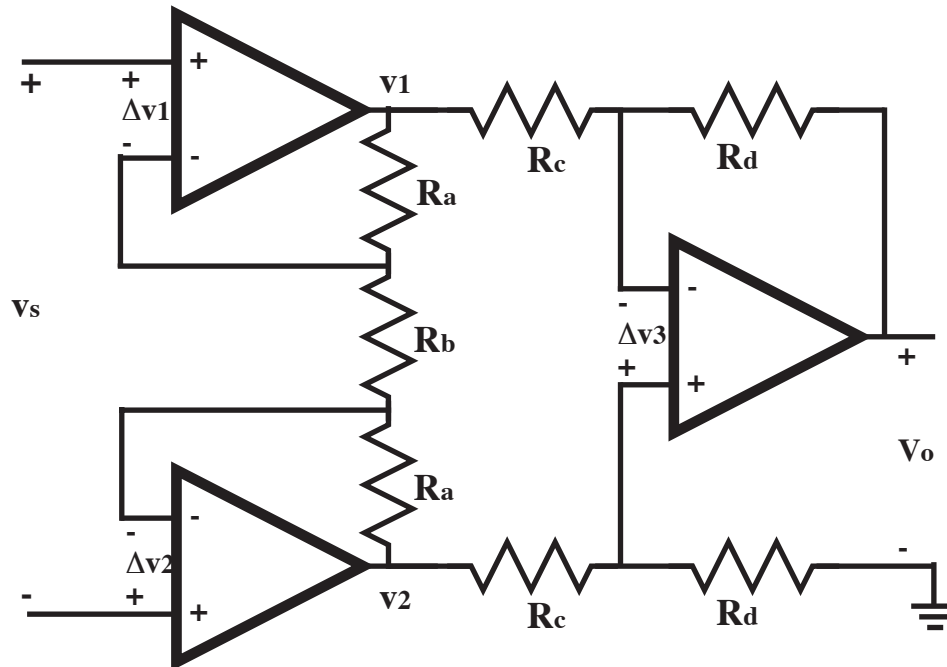 v1
+
+
+
Δv1
-
-
Rc
Rd
Ra
-
-
vs
Rb
Δv3
+
+
+
Vo
Ra
-
-
Δv2
-
-
+
+
v2
Rc
Rd